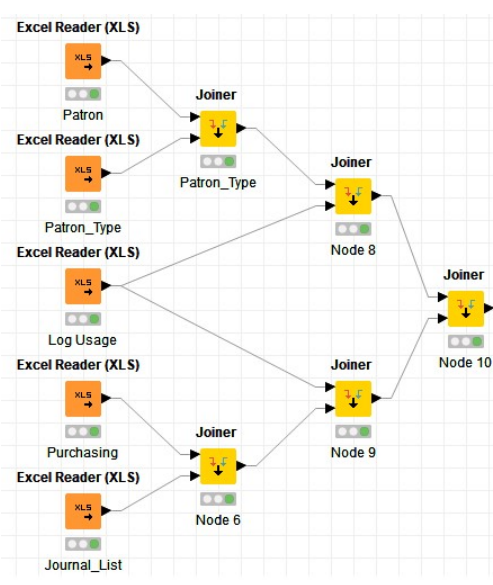 Excel Reader (XLS)
XLS
Patron
Joiner
Patron_Type
Excel Reader (XLS)
XLS
Patron_Type
Joiner
Node 8
Excel Reader (XLS)
XLS
Log Usage
Joiner
Node 10
Excel Reader (XLS)
XLS
Purchasing
Joiner
Node 9
Joiner
Node 6
Excel Reader (XLS)
XLS
Journal_List